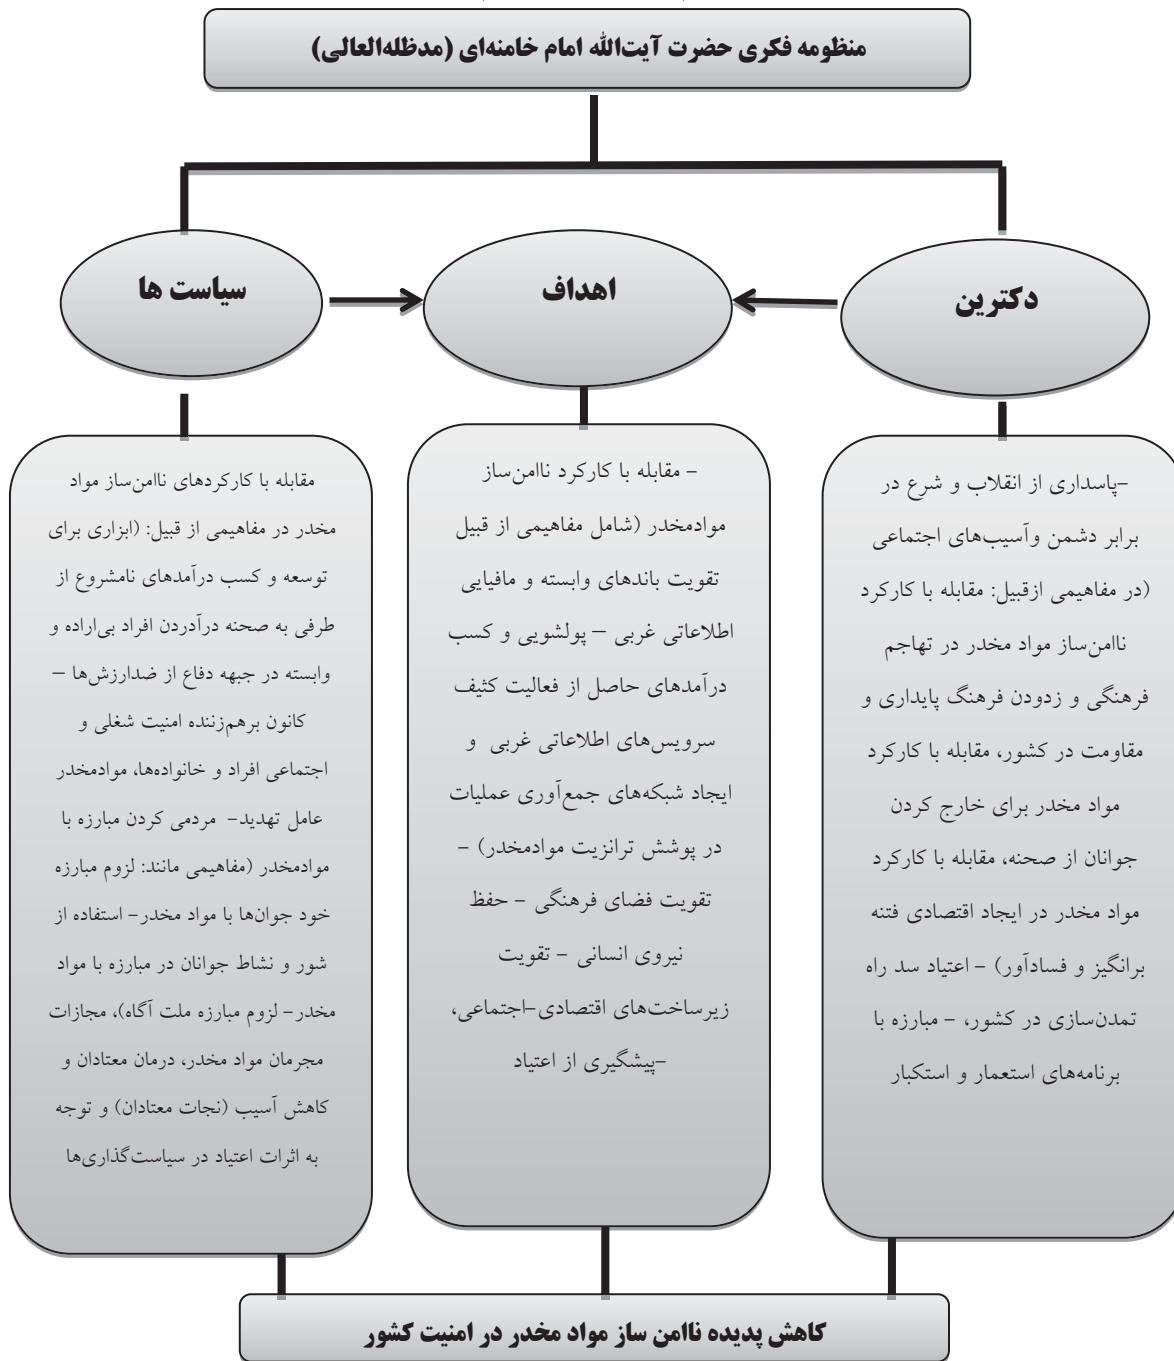 منظومه فکری حضرت آیت‌الله امام خامنه‌ای (مدظله‌العالی)
دکترین
اهداف
سیاست ها
-پاسداری از انقلاب و شرع در
برابر دشمن وآسیب‌های اجتماعی
(در مفاهیمی ازقبیل: مقابله با کارکرد
ناامن‌ساز مواد مخدر در تهاجم
فرهنگی و زدودن فرهنگ پایداری و
مقاومت در کشور، مقابله با کارکرد
مواد مخدر برای خارج کردن
جوانان از صحنه، مقابله با کارکرد
مواد مخدر در ایجاد اقتصادی فتنه
برانگیز و فسادآور) - اعتیاد سد راه
تمدن‌سازی در کشور، - مبارزه با
برنامه‌های استعمار و استکبار
- مقابله با کارکرد ناامن‌ساز
موادمخدر (شامل مفاهیمی از قبیل
تقویت باندهای وابسته و مافیایی
اطلاعاتی غربی – پولشویی و کسب
درآمدهای حاصل از فعالیت کثیف
سرویس‌های اطلاعاتی غربی و
ایجاد شبکه‌های جمع‌آوری عملیات
در پوشش ترانزیت موادمخدر) -
تقویت فضای فرهنگی - حفظ
نیروی انسانی - تقویت
زیرساخت‌های اقتصادی-اجتماعی،
-پیشگیری از اعتیاد
مقابله با کارکردهای ناامن‌ساز مواد
مخدر در مفاهیمی از قبیل: (ابزاری برای
توسعه و کسب درآمدهای نامشروع از
طرفی به صحنه درآدردن افراد بی‌اراده و
وابسته در جبهه دفاع از ضدارزش‌ها –
کانون برهم‌زننده امنیت شغلی و
اجتماعی افراد و خانواده‌ها، موادمخدر
عامل تهدید- مردمی کردن مبارزه با
موادمخدر (مفاهیمی مانند: لزوم مبارزه
خود جوان‌ها با مواد مخدر- استفاده از
شور و نشاط جوانان در مبارزه با مواد
مخدر- لزوم مبارزه ملت آگاه)، مجازات
مجرمان مواد مخدر، درمان معتادان و
کاهش آسیب (نجات معتادان) و توجه
به اثرات اعتیاد در سیاست‌گذاری‌ها
کاهش پدیده ناامن ساز مواد مخدر در امنیت کشور